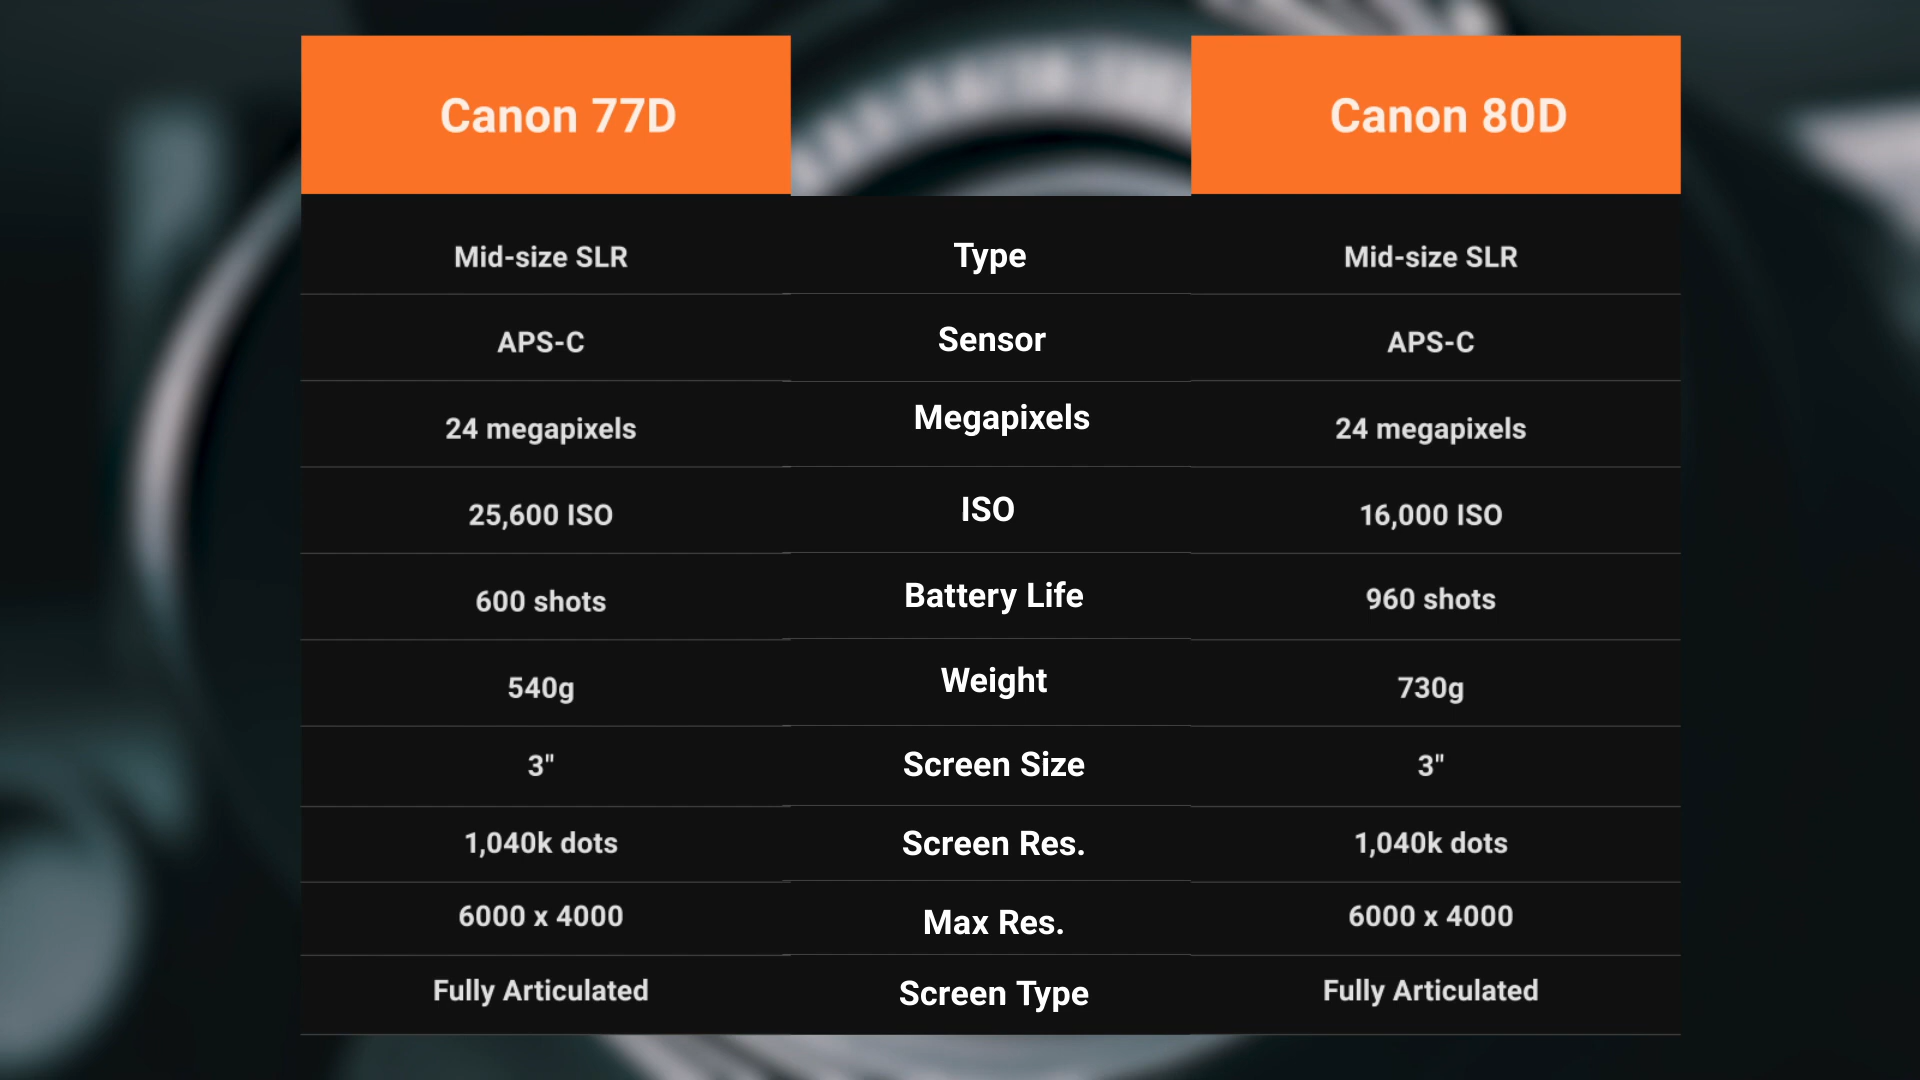 Canon 77D Canon 80D
Mid-size SLR Type Mid-size SLR
APS-C Sensor APS-C
24 megapixels Megapixels 24 megapixels
25,600 ISO ISO 16,000 ISO
600 shots Battery Life 960 shots
540g Weight 730g
3" Screen Size 3"
1,040k dots Screen Res. 1,040k dots
6000 x 4000 Max Res. 6000 x 4000
Fully Articulated Screen Type Fully Articulated